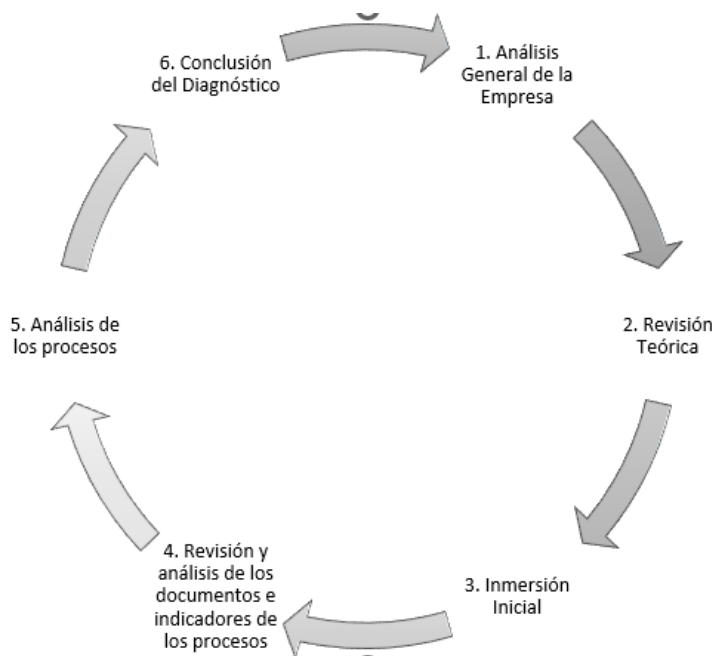 1. Análisis
General de la
Empresa
2. Revisión
Teórica
3. Inmersión
Inicial
4. Revisión y
análisis de los
documentos e
indicadores de
los procesos
5. Análisis de
los procesos
6. Conclusión
del Diagnóstico